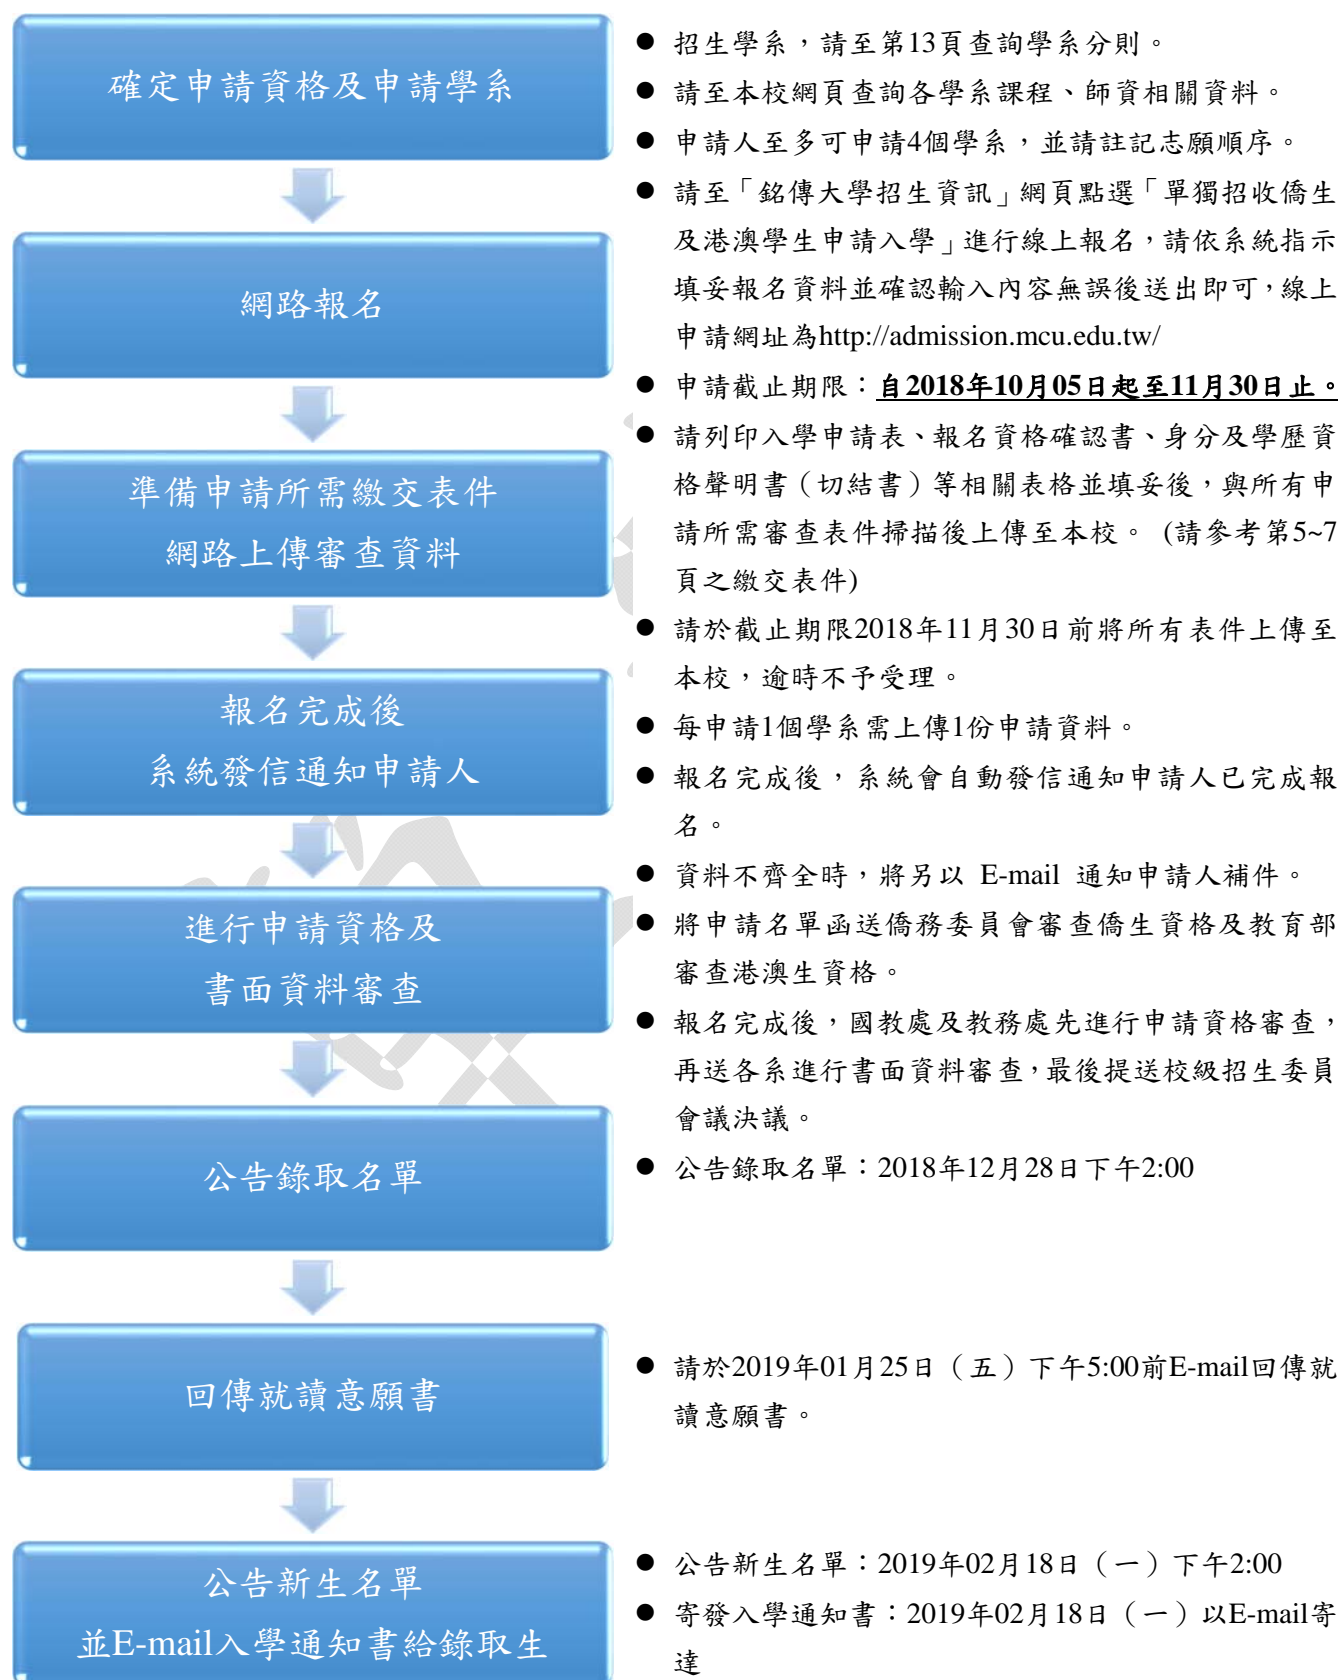 確定申請資格及申請學系
● 招生學系，請至第13頁查詢學系分則。
● 請至本校網頁查詢各學系課程、師資相關資料。
● 申請人至多可申請4個學系，並請註記志願順序。
網路報名
● 請至「銘傳大學招生資訊」網頁點選「單獨招收僑生
及港澳學生申請入學」進行線上報名，請依系統指示
填妥報名資料並確認輸入內容無誤後送出即可，線上
申請網址為http://admission.mcu.edu.tw/
● 申請截止期限：自2018年10月05日起至11月30日止。
準備申請所需繳交表件
網路上傳審查資料
● 請列印入學申請表、報名資格確認書、身分及學歷資
格聲明書（切結書）等相關表格並填妥後，與所有申
請所需審查表件掃描後上傳至本校。 (請參考第5~7
頁之繳交表件)
● 請於截止期限2018年11月30日前將所有表件上傳至
本校，逾時不予受理。
● 每申請1個學系需上傳1份申請資料。
報名完成後
系統發信通知申請人
● 報名完成後，系統會自動發信通知申請人已完成報
名。
● 資料不齊全時，將另以 E-mail 通知申請人補件。
進行申請資格及
書面資料審查
● 將申請名單函送僑務委員會審查僑生資格及教育部
審查港澳生資格。
● 報名完成後，國教處及教務處先進行申請資格審查，
再送各系進行書面資料審查，最後提送校級招生委員
會議決議。
公告錄取名單
● 公告錄取名單：2018年12月28日下午2:00
回傳就讀意願書
● 請於2019年01月25日（五）下午5:00前E-mail回傳就
讀意願書。
公告新生名單
並E-mail入學通知書給錄取生
● 公告新生名單：2019年02月18日（一）下午2:00
● 寄發入學通知書：2019年02月18日（一）以E-mail寄
達